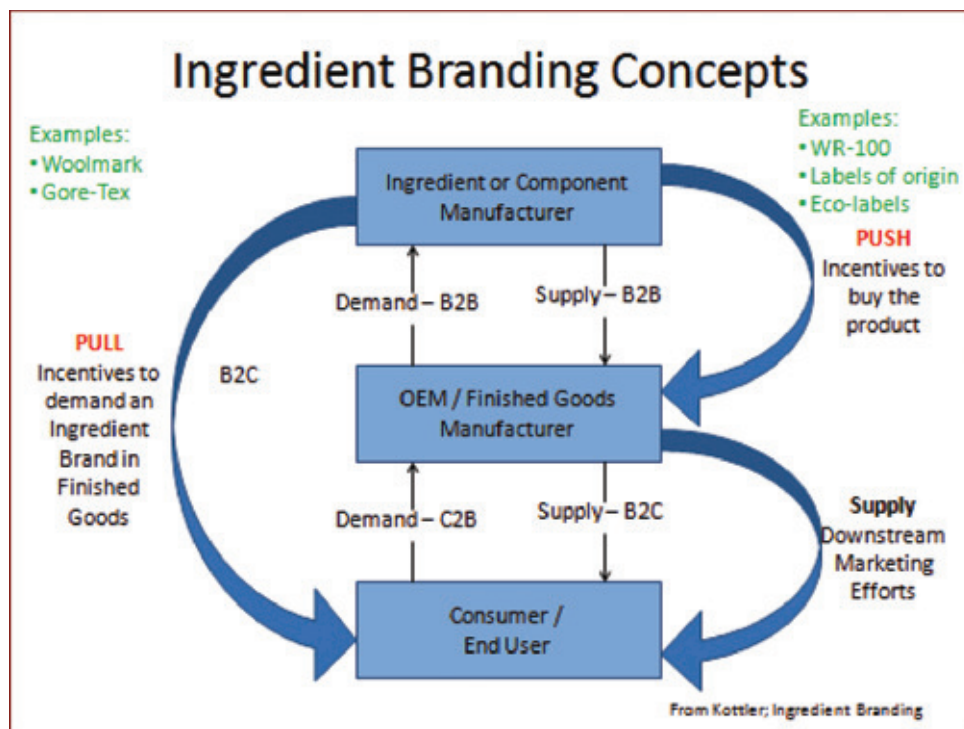 Ingredient Branding Concepts
Examples:
• Woolmark
• Gore-Tex
Examples:
• WR-100
• Labels of origin
• Eco-labels
Ingredient or Component
Manufacturer
PUSH
Incentives to
buy the
product
Demand – B2B
Supply – B2B
PULL
Incentives to
demand an
Ingredient
Brand in
Finished
Goods
B2C
OEM / Finished Goods
Manufacturer
Demand – C2B
Supply – B2C
Supply
Downstream
Marketing
Efforts
Consumer /
End User
From Kottler; Ingredient Branding